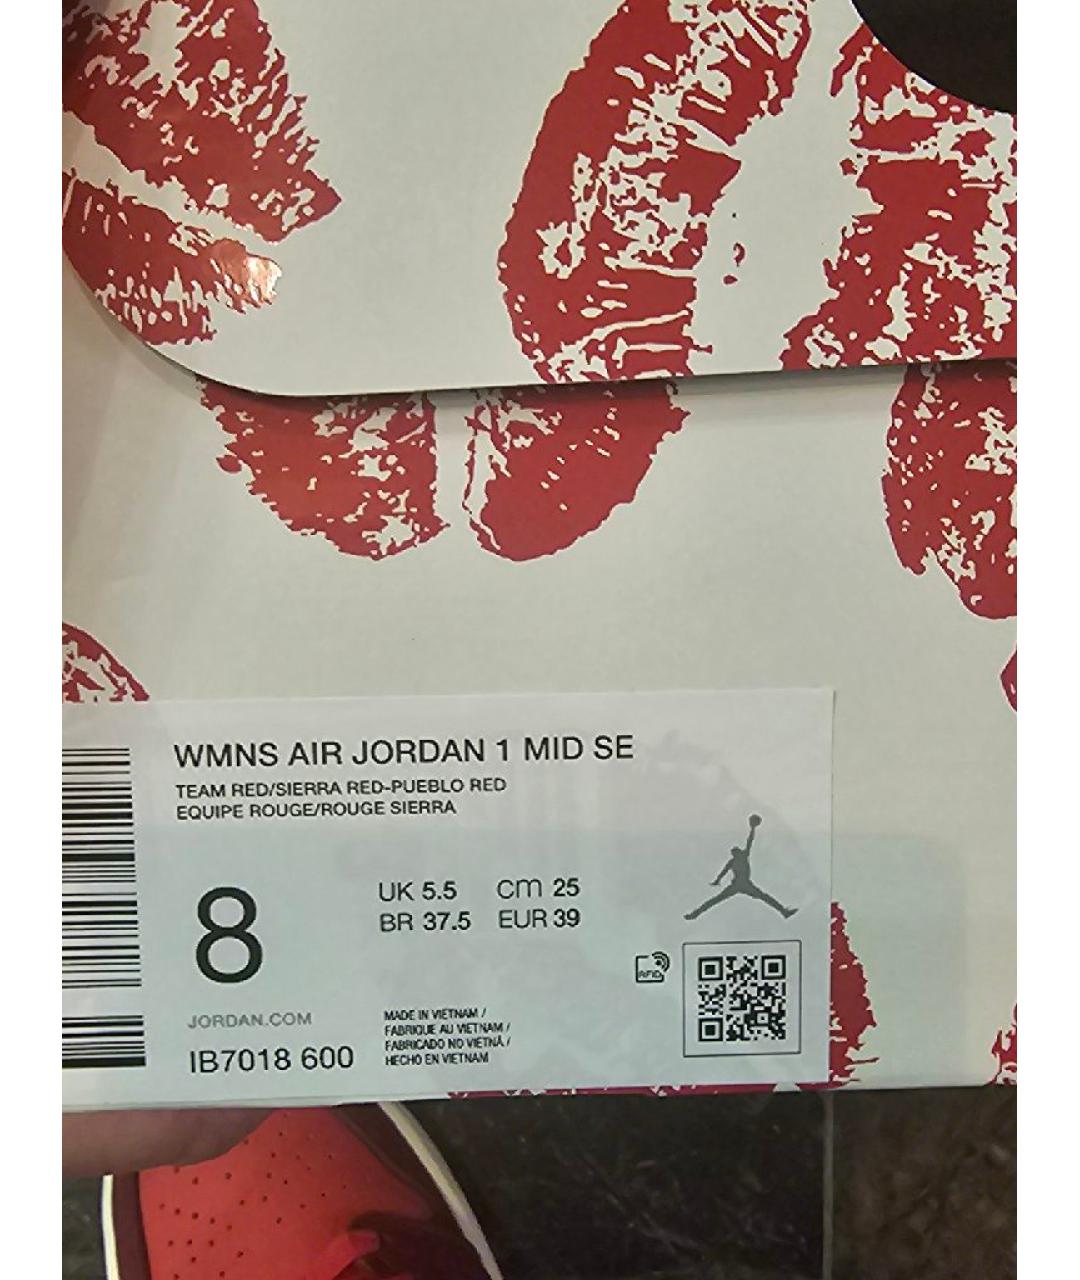 WMNS AIR JORDAN 1 MID SE
TEAM RED/SIERRA RED-PUEBLO RED
EQUIPE ROUGE/ROUGE SIERRA
8
UK 5.5 cm 25
BR 37.5 EUR 39
RFID
JORDAN.COM
IB7018 600
MADE IN VIETNAM /
FABRIQUE AU VIETNAM /
FABRICADO NO VIETNÃ /
HECHO EN VIETNAM